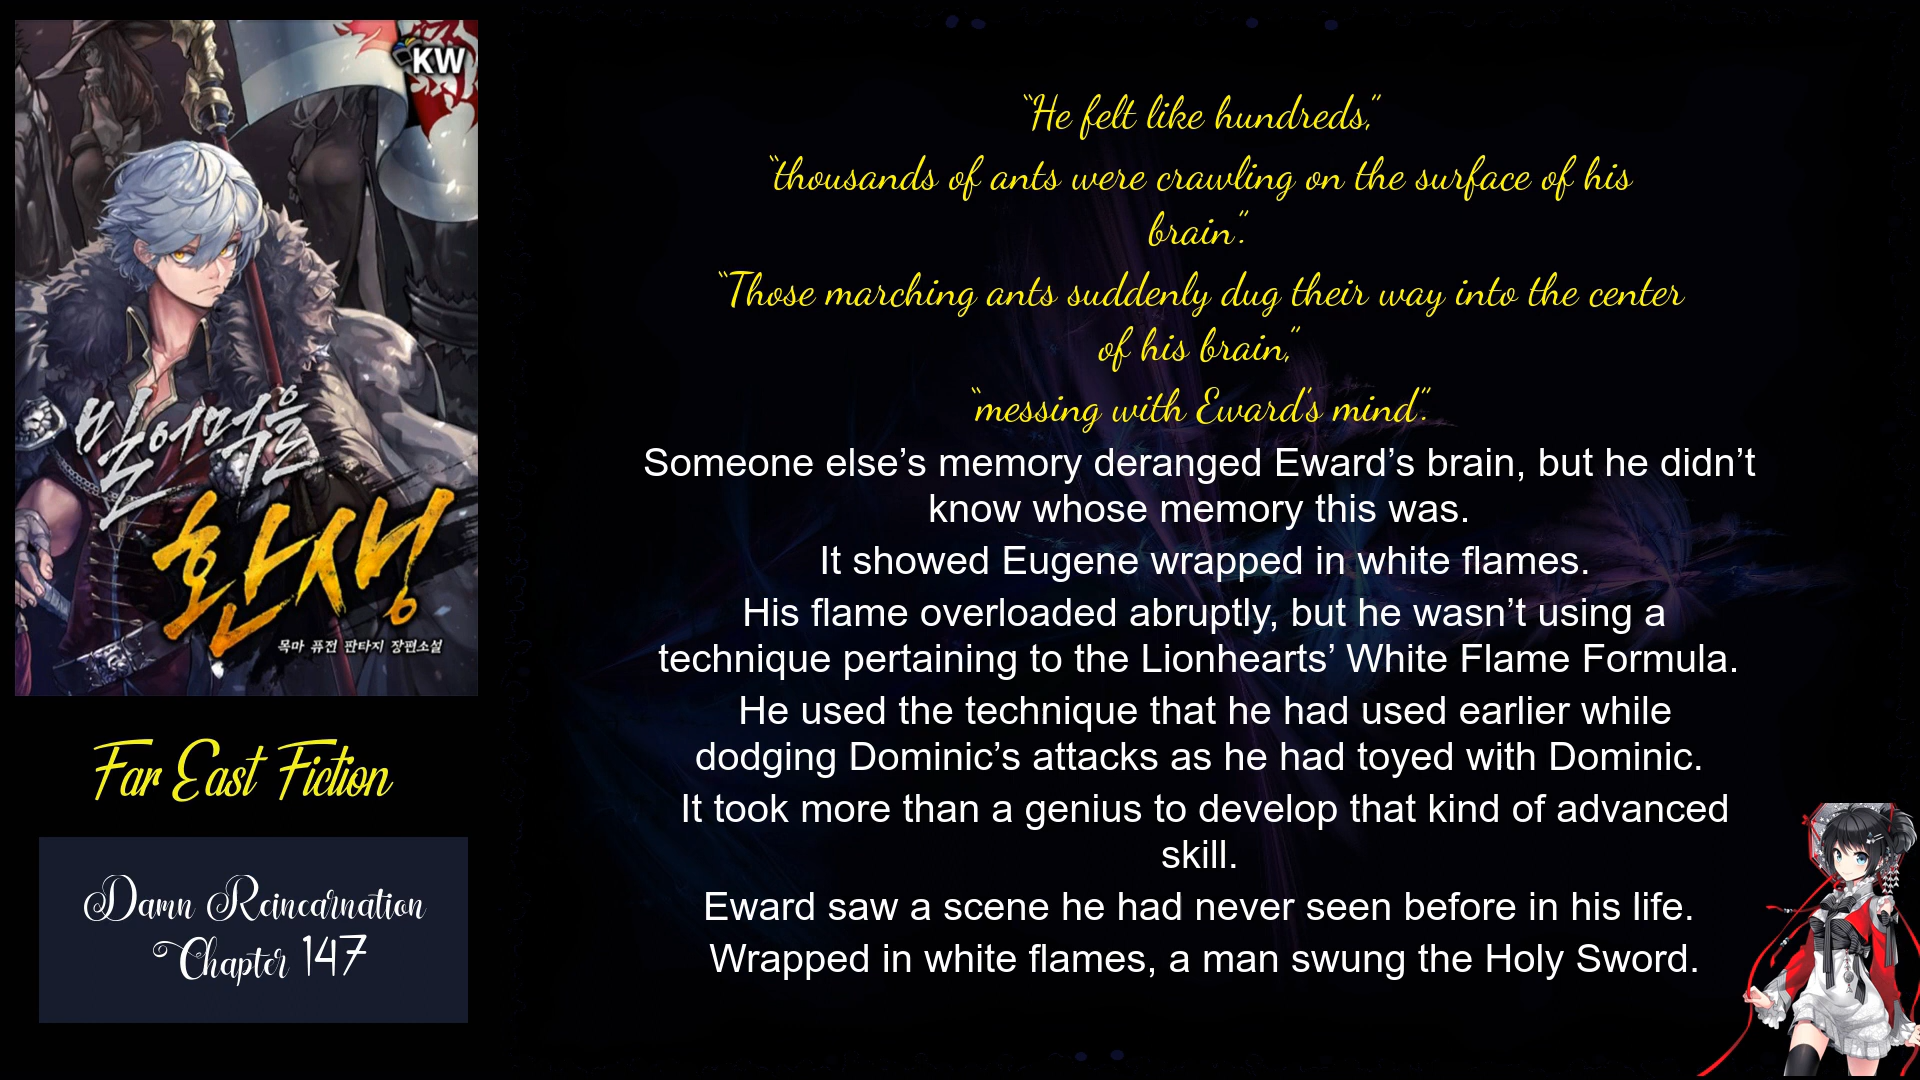 KW
빌어먹을
환생
목마 퓨전 판타지 장편소설
Far East Fiction
Damn Reincarnation
Chapter 147
“He felt like hundreds,”
“thousands of ants were crawling on the surface of his
brain”.
“Those marching ants suddenly dug their way into the center
of his brain,”
“messing with Eward’s mind”.
Someone else’s memory deranged Eward’s brain, but he didn’t
know whose memory this was.
It showed Eugene wrapped in white flames.
His flame overloaded abruptly, but he wasn’t using a
technique pertaining to the Lionhearts’ White Flame Formula.
He used the technique that he had used earlier while
dodging Dominic’s attacks as he had toyed with Dominic.
It took more than a genius to develop that kind of advanced
skill.
Eward saw a scene he had never seen before in his life.
Wrapped in white flames, a man swung the Holy Sword.